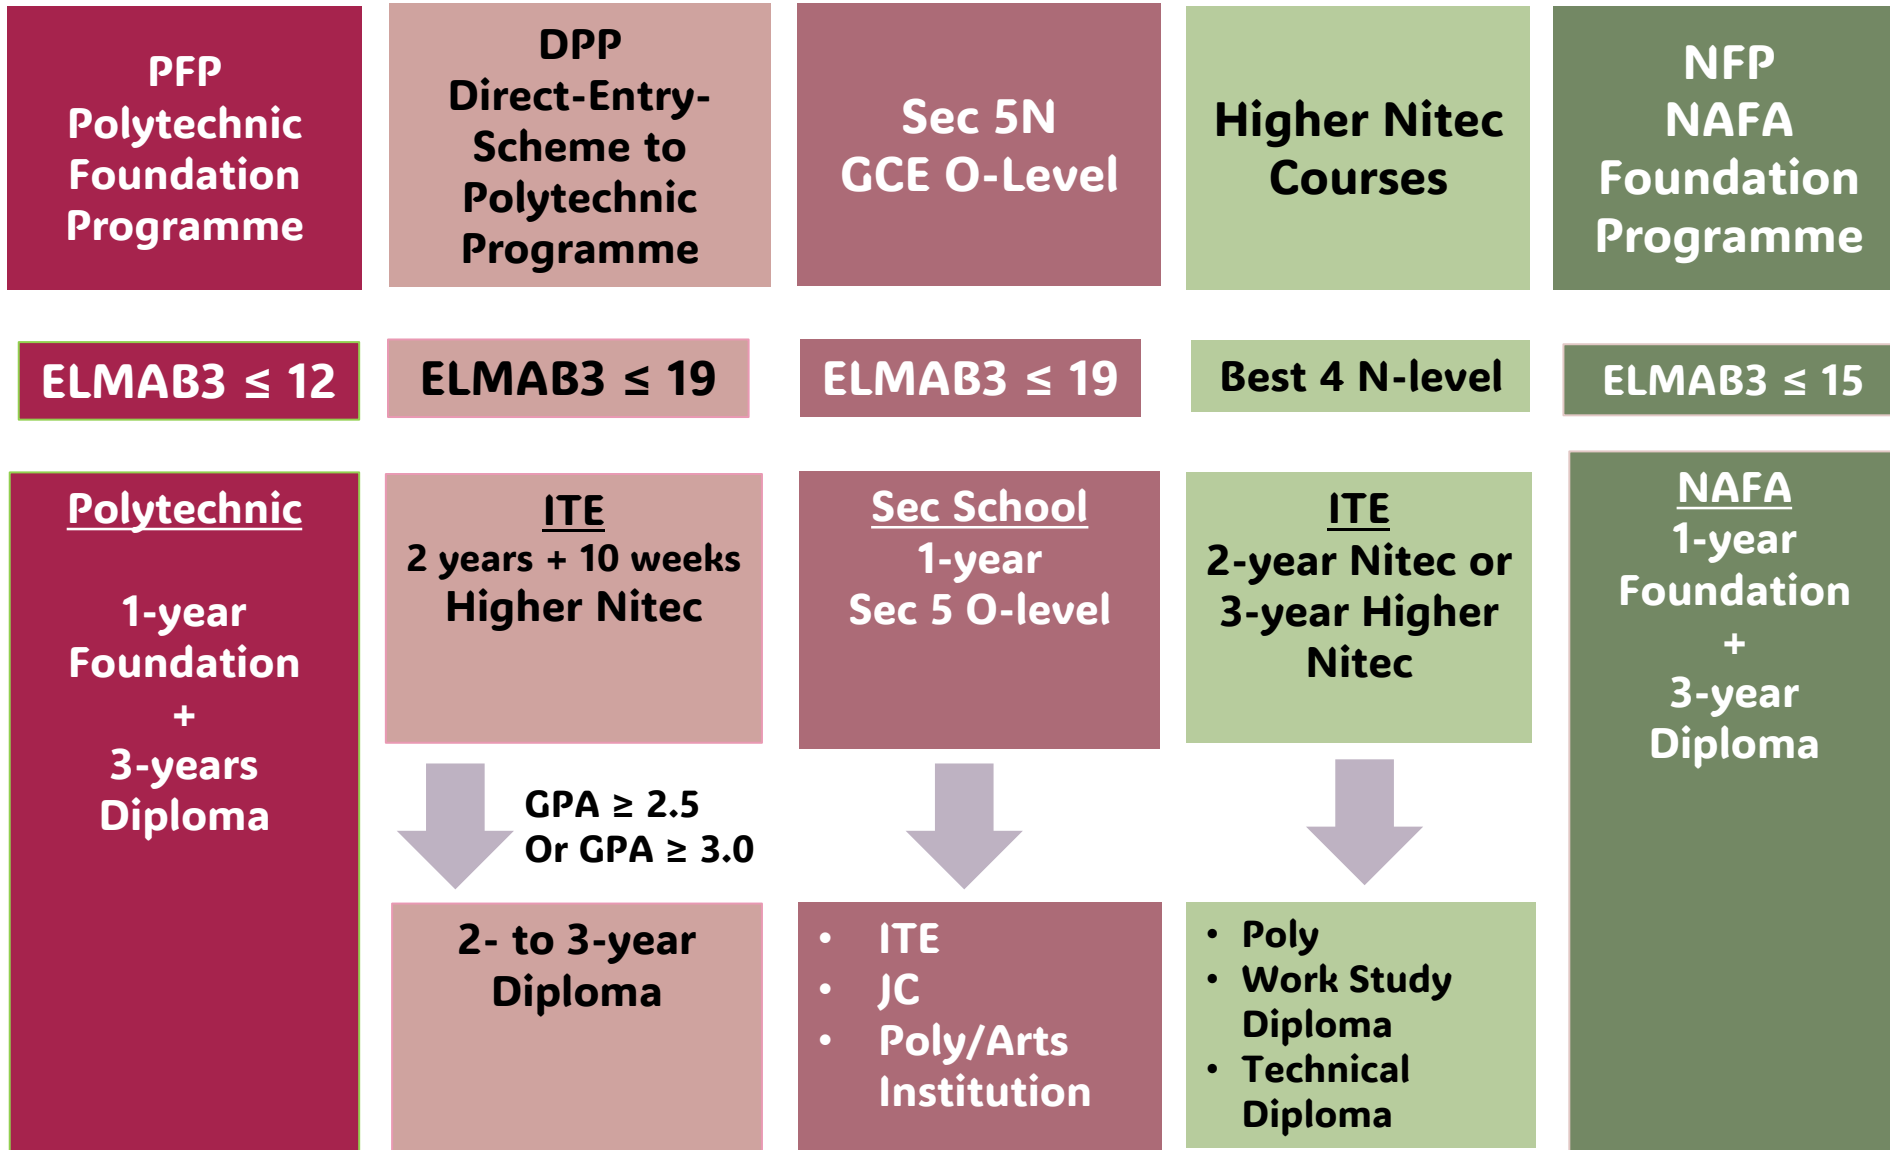 PFP
Polytechnic
Foundation
Programme
DPP
Direct-Entry-
Scheme to
Polytechnic
Programme
Sec 5N
GCE O-Level
Higher Nitec
Courses
NFP
NAFA
Foundation
Programme
ELMAB3 ≤ 12
ELMAB3 ≤ 19
ELMAB3 ≤ 19
Best 4 N-level
ELMAB3 ≤ 15
Polytechnic
1-year
Foundation
+
3-years
Diploma
ITE
2 years + 10 weeks
Higher Nitec
GPA ≥ 2.5
Or GPA ≥ 3.0
2- to 3-year
Diploma
Sec School
1-year
Sec 5 O-level
• ITE
• JC
• Poly/Arts
Institution
ITE
2-year Nitec or
3-year Higher
Nitec
• Poly
• Work Study
Diploma
• Technical
Diploma
NAFA
1-year
Foundation
+
3-year
Diploma